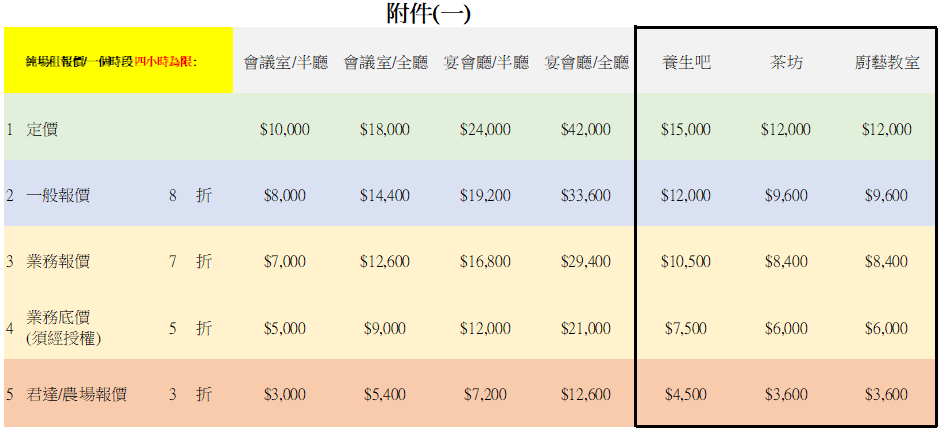 附件(一)
純場租報價/一個時段四小時為限: 會議室/半廳 會議室/全廳 宴會廳/半廳 宴會廳/全廳 養生吧 茶坊 廚藝教室
1 定價 $10,000 $18,000 $24,000 $42,000 $15,000 $12,000 $12,000
2 一般報價 8 折 $8,000 $14,400 $19,200 $33,600 $12,000 $9,600 $9,600
3 業務報價 7 折 $7,000 $12,600 $16,800 $29,400 $10,500 $8,400 $8,400
4 業務底價
(須經授權) 5 折 $5,000 $9,000 $12,000 $21,000 $7,500 $6,000 $6,000
5 君達/農場報價 3 折 $3,000 $5,400 $7,200 $12,600 $4,500 $3,600 $3,600